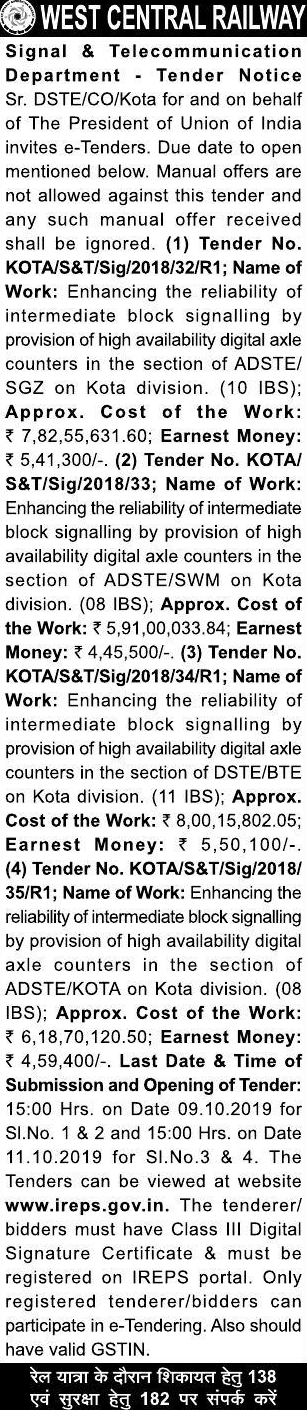 WEST CENTRAL RAILWAY
Signal & Telecommunication
Department - Tender Notice
Sr. DSTE/CO/Kota for and on behalf
of The President of Union of India
invites e-Tenders. Due date to open
mentioned below. Manual offers are
not allowed against this tender and
any such manual offer received
shall be ignored. (1) Tender No.
KOTA/S&T/Sig/2018/32/R1; Name of
Work: Enhancing the reliability of
intermediate block signalling by
provision of high availability digital axle
counters in the section of ADSTE/
SGZ on Kota division. (10 IBS);
Approx. Cost of the Work:
₹ 7,82,55,631.60; Earnest Money:
₹ 5,41,300/-. (2) Tender No. KOTA/
S&T/Sig/2018/33; Name of Work:
Enhancing the reliability of intermediate
block signalling by provision of high
availability digital axle counters in the
section of ADSTE/SWM on Kota
division. (08 IBS); Approx. Cost of
the Work: ₹ 5,91,00,033.84; Earnest
Money: ₹ 4,45,500/-. (3) Tender No.
KOTA/S&T/Sig/2018/34/R1; Name of
Work: Enhancing the reliability of
intermediate block signalling by
provision of high availability digital axle
counters in the section of DSTE/BTE
on Kota division. (11 IBS); Approx.
Cost of the Work: ₹ 8,00,15,802.05;
Earnest Money: ₹ 5,50,100/-.
(4) Tender No. KOTA/S&T/Sig/2018/
35/R1; Name of Work: Enhancing the
reliability of intermediate block signalling
by provision of high availability digital
axle counters in the section of
ADSTE/KOTA on Kota division. (08
IBS); Approx. Cost of the Work:
₹ 6,18,70,120.50; Earnest Money:
₹ 4,59,400/-. Last Date & Time of
Submission and Opening of Tender:
15:00 Hrs. on Date 09.10.2019 for
Sl.No. 1 & 2 and 15:00 Hrs. on Date
11.10.2019 for Sl.No.3 & 4. The
Tenders can be viewed at website
www.ireps.gov.in. The tenderer/
bidders must have Class III Digital
Signature Certificate & must be
registered on IREPS portal. Only
registered tenderer/bidders can
participate in e-Tendering. Also should
have valid GSTIN.
रेल यात्रा के दौरान शिकायत हेतु 138
एवं सुरक्षा हेतु 182 पर संपर्क करें